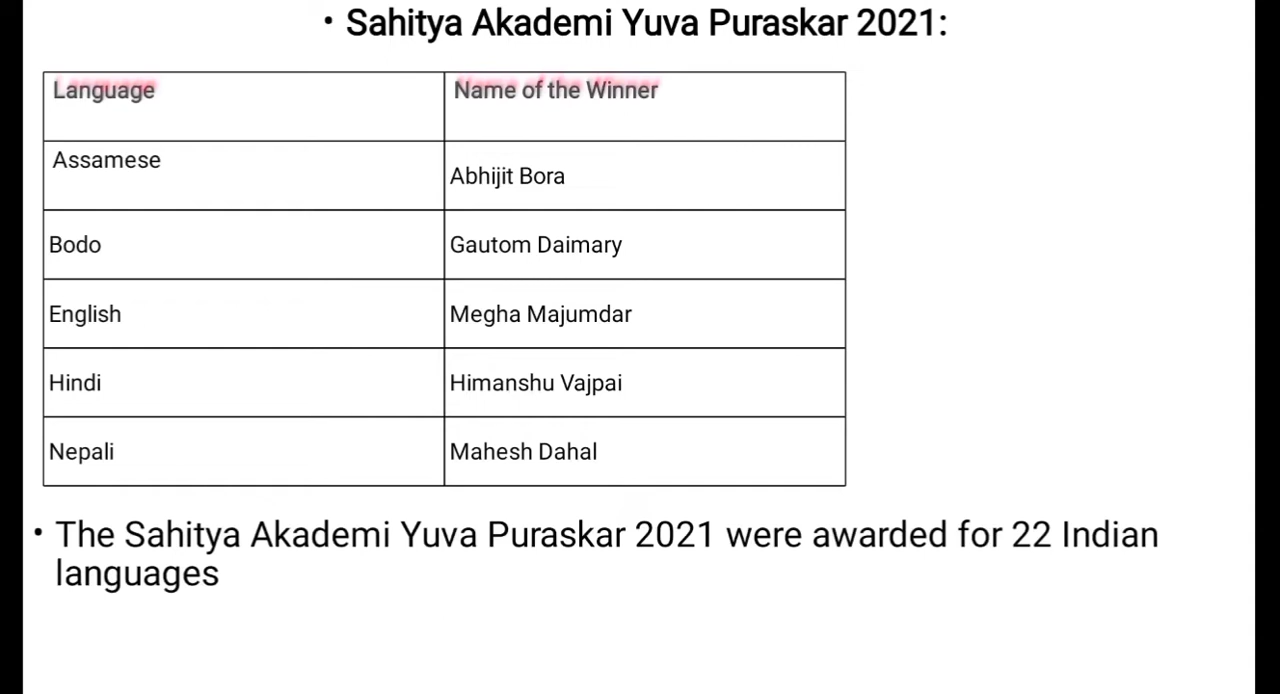 • Sahitya Akademi Yuva Puraskar 2021:
Language Name of the Winner
Assamese Abhijit Bora
Bodo Gautom Daimary
English Megha Majumdar
Hindi Himanshu Vajpai
Nepali Mahesh Dahal
• The Sahitya Akademi Yuva Puraskar 2021 were awarded for 22 Indian
languages